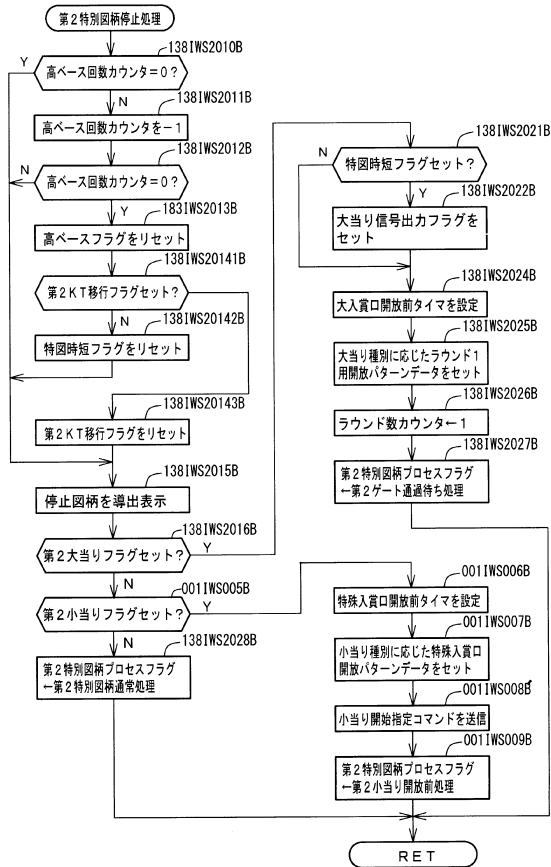 第2特別図柄停止処理
138IWS2010B
Y
高ベース回数カウンタ=0?
N
138IWS2011B
高ベース回数カウンタを−1
138IWS2012B
N
高ベース回数カウンタ=0?
Y
183IWS2013B
高ベースフラグをリセット
138IWS20141B
第2KT移行フラグセット?
N
138IWS20142B
特図時短フラグをリセット
138IWS20143B
第2KT移行フラグをリセット
138IWS2015B
停止図柄を導出表示
138IWS2016B
第2大当りフラグセット?
Y
N
001IWS005B
第2小当りフラグセット?
Y
N
138IWS2028B
第2特別図柄プロセスフラグ
←第2特別図柄通常処理
138IWS2021B
N
特図時短フラグセット?
Y
138IWS2022B
大当り信号出力フラグを
セット
138IWS2024B
大入賞口開放前タイマを設定
138IWS2025B
大当り種別に応じたラウンド1
用開放パターンデータをセット
138IWS2026B
ラウンド数カウンタ←1
138IWS2027B
第2特別図柄プロセスフラグ
←第2ゲート通過待ち処理
001IWS006B
特殊入賞口開放前タイマを設定
001IWS007B
小当り種別に応じた特殊入賞口
開放パターンデータをセット
001IWS008B
小当り開始指定コマンドを送信
001IWS009B
第2特別図柄プロセスフラグ
←第2小当り開放前処理
RET